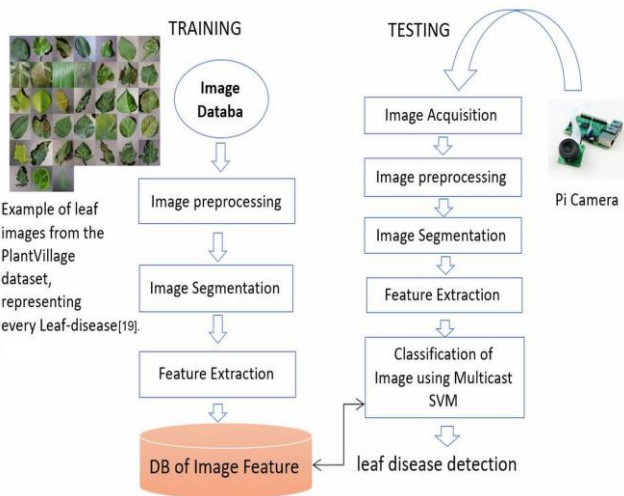 TRAINING
Image
Databa
Image preprocessing
Image Segmentation
Feature Extraction
DB of Image Feature
Example of leaf
images from the
PlantVillage
dataset,
representing
every Leaf-disease[19].
TESTING
Image Acquisition
Image preprocessing
Image Segmentation
Feature Extraction
Classification of
Image using Multicast
SVM
leaf disease detection
Pi Camera